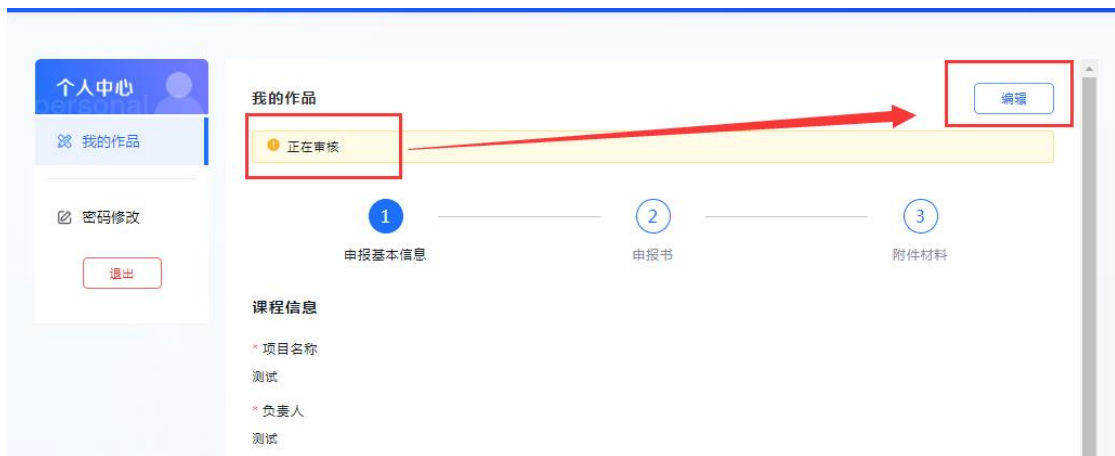 个人中心
personal
我的作品
密码修改
退出
我的作品
编辑
正在审核
1
2
3
申报基本信息
申报书
附件材料
课程信息
* 项目名称
测试
* 负责人
测试